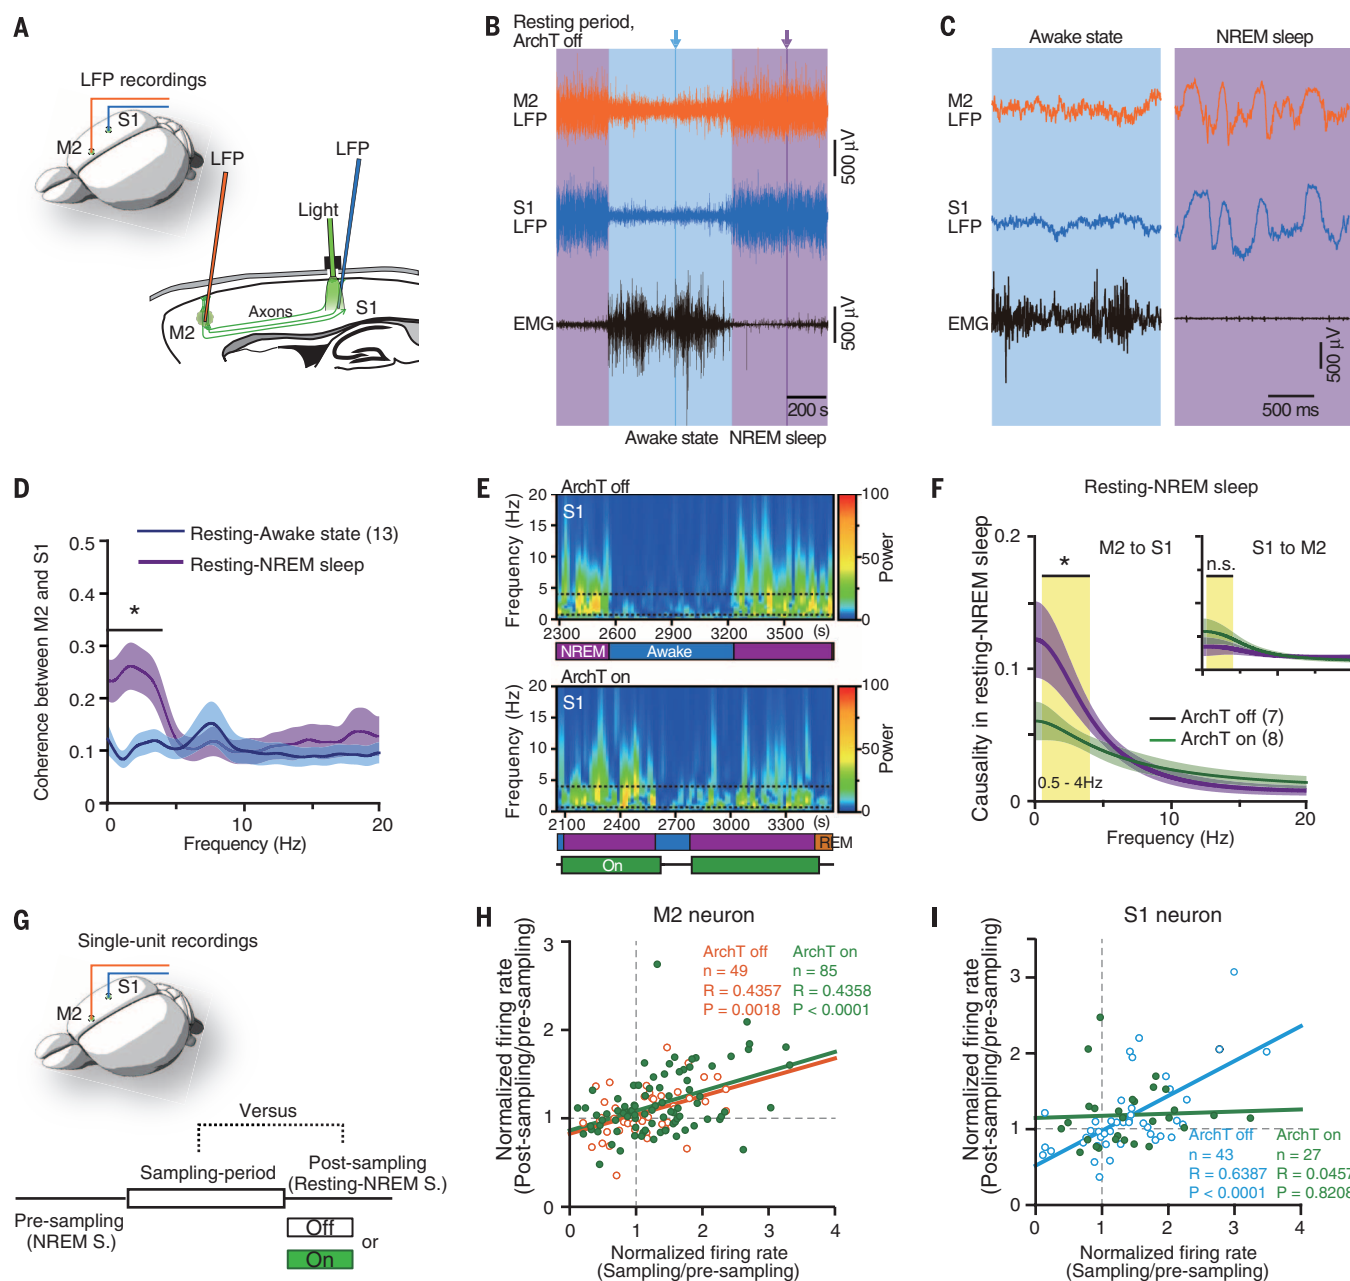 A
LFP recordings
S1
M2
LFP
LFP
Light
Axons
S1
M2
B
Resting period,
ArchT off
M2
LFP
500 µV
S1
LFP
EMG
500 µV
200 s
Awake state
NREM sleep
C
Awake state
NREM sleep
M2
LFP
S1
LFP
EMG
500 µV
500 ms
D
Resting-Awake state (13)
Resting-NREM sleep
Coherence between M2 and S1
0.5
0.4
0.3
0.2
0.1
0
*
0
10
20
Frequency (Hz)
E
ArchT off
S1
Frequency (Hz)
20
15
10
5
0
2300
2600
2900
3200
3500
(s)
100
50
0
Power
NREM
Awake
ArchT on
S1
Frequency (Hz)
20
15
10
5
0
2100
2400
2700
3000
3300
(s)
100
50
0
Power
REM
On
F
Resting-NREM sleep
Causality in resting-NREM sleep
0.2
0.1
0
M2 to S1
*
S1 to M2
n.s.
ArchT off (7)
ArchT on (8)
0.5 - 4Hz
0
10
20
Frequency (Hz)
G
Single-unit recordings
S1
M2
Versus
Sampling-period
Post-sampling
(Resting-NREM S.)
Pre-sampling
(NREM S.)
Off
or
On
H
M2 neuron
Normalized firing rate
(Post-sampling/pre-sampling)
3
2
1
0
ArchT off
n = 49
R = 0.4357
P = 0.0018
ArchT on
n = 85
R = 0.4358
P < 0.0001
0
1
2
3
4
Normalized firing rate
(Sampling/pre-sampling)
I
S1 neuron
Normalized firing rate
(Post-sampling/pre-sampling)
3
2
1
0
ArchT off
n = 43
R = 0.6387
P < 0.0001
ArchT on
n = 27
R = 0.0457
P = 0.8208
0
1
2
3
4
Normalized firing rate
(Sampling/pre-sampling)